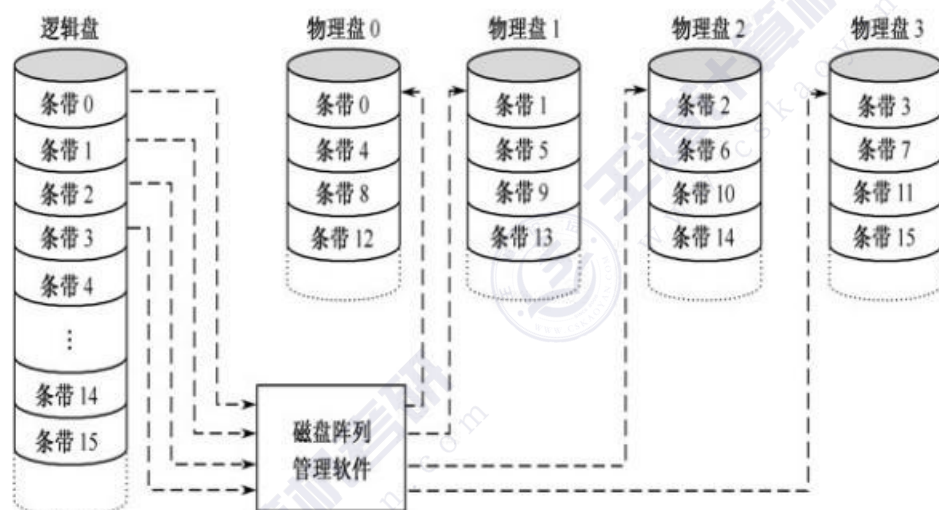 逻辑盘
物理盘 0
物理盘 1
物理盘 2
物理盘 3
条带 0
条带 1
条带 2
条带 3
条带 4
⋮
条带 14
条带 15
条带 0
条带 4
条带 8
条带 12
条带 1
条带 5
条带 9
条带 13
条带 2
条带 6
条带 10
条带 14
条带 3
条带 7
条带 11
条带 15
磁盘阵列
管理软件